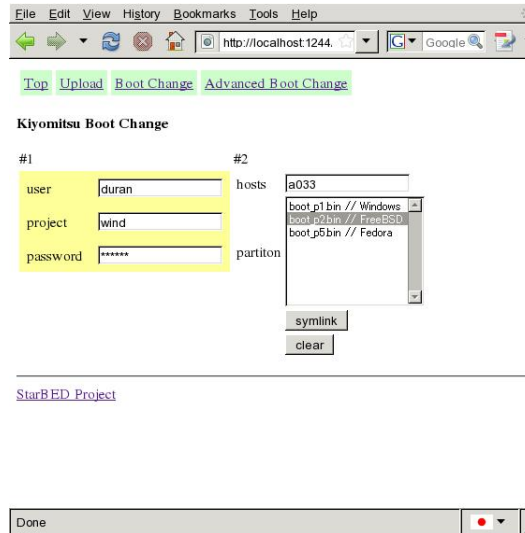 File Edit View History Bookmarks Tools Help
http://localhost:1244. G Google
Top Upload Boot Change Advanced Boot Change
Kiyomitsu Boot Change
#1 #2
user duran hosts a033
boot_p1.bin // Windows
boot_p2.bin // FreeBSD
project wind boot_p5.bin // Fedora
password ****** partiton
symlink
clear
StarBED Project
Done